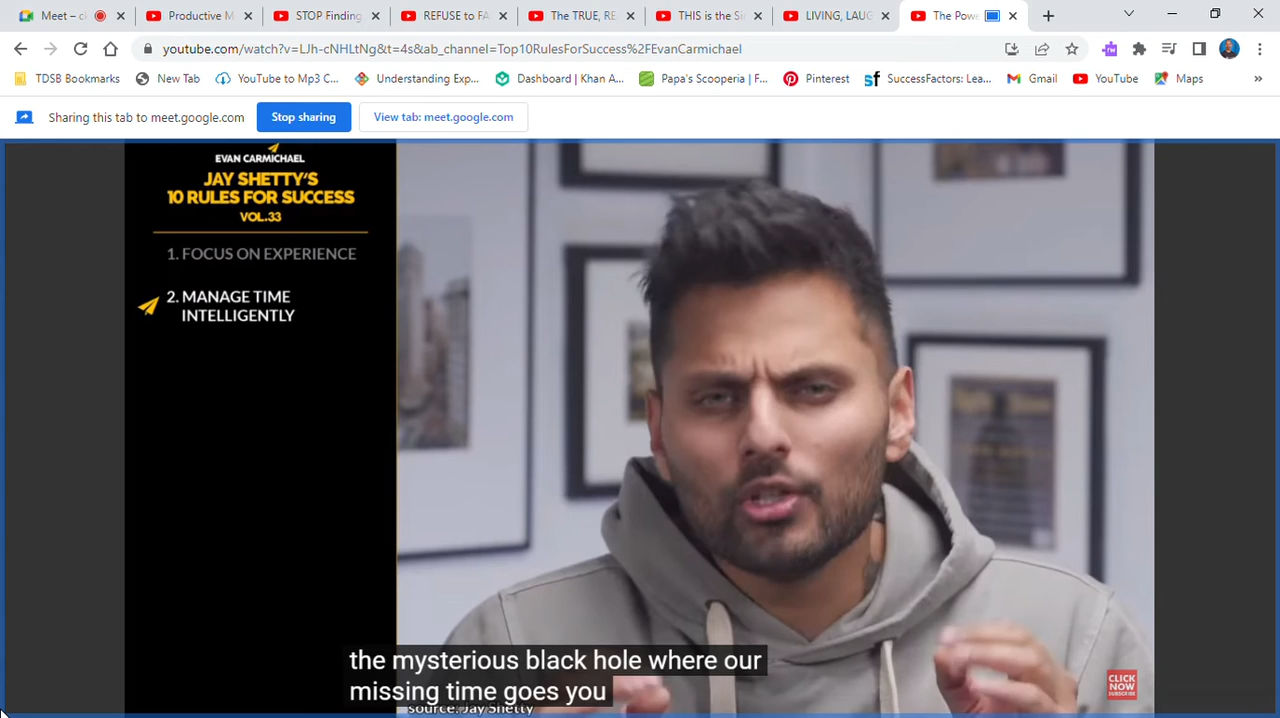 Meet – c
Productive M
STOP Finding
REFUSE to FA
The TRUE, RE
THIS is the Si
LIVING, LAUG
The Powe
youtube.com/watch?v=LJh-cNHLtNg&t=4s&ab_channel=Top10RulesForSuccess%2FEvanCarmichael
TDSB Bookmarks
New Tab
YouTube to Mp3 C...
Understanding Exp...
Dashboard | Khan A...
Papa's Scooperia | F...
Pinterest
SuccessFactors: Lea...
Gmail
YouTube
Maps
Sharing this tab to meet.google.com
Stop sharing
View tab: meet.google.com
EVAN CARMICHAEL
JAY SHETTY'S
10 RULES FOR SUCCESS
VOL.33
1. FOCUS ON EXPERIENCE
2. MANAGE TIME
INTELLIGENTLY
the mysterious black hole where our
missing time goes you
source: Jay Shetty
CLICK
NOW
SUBSCRIBE